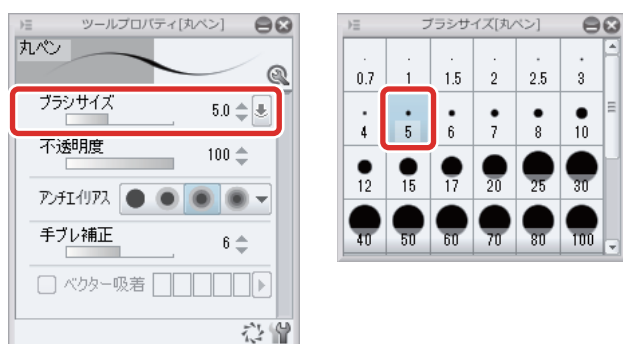 ツールプロパティ[丸ペン]
丸ペン
ブラシサイズ 5.0
不透明度 100
アンチエイリアス
手ブレ補正 6
ベクター吸着
ブラシサイズ[丸ペン]
0.7 1 1.5 2 2.5 3
4 5 6 7 8 10
12 15 17 20 25 30
40 50 60 70 80 100